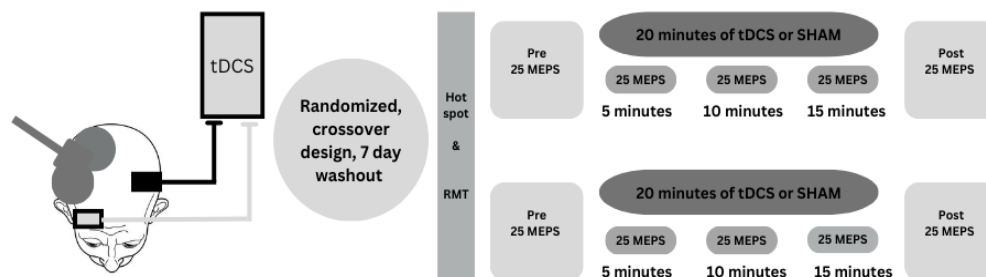 tDCS
Randomized,
crossover
design, 7 day
washout
Hot
spot
&
RMT
Pre
25 MEPS
20 minutes of tDCS or SHAM
25 MEPS
25 MEPS
25 MEPS
5 minutes
10 minutes
15 minutes
Post
25 MEPS
Pre
25 MEPS
20 minutes of tDCS or SHAM
25 MEPS
25 MEPS
25 MEPS
5 minutes
10 minutes
15 minutes
Post
25 MEPS